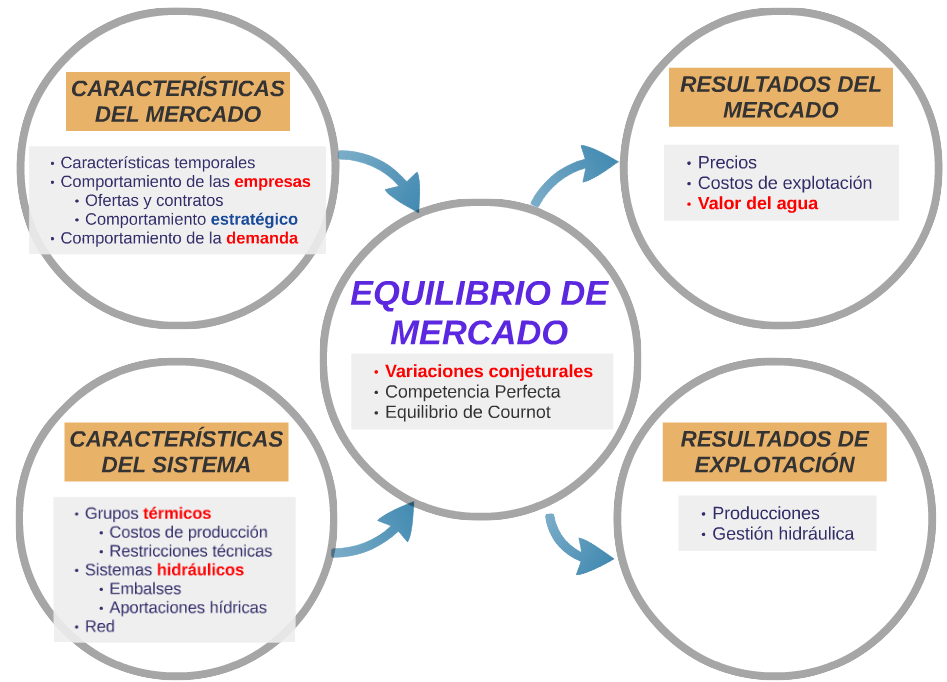 CARACTERÍSTICAS
DEL MERCADO
• Características temporales
• Comportamiento de las empresas
• Ofertas y contratos
• Comportamiento estratégico
• Comportamiento de la demanda
CARACTERÍSTICAS
DEL SISTEMA
• Grupos térmicos
• Costos de producción
• Restricciones técnicas
• Sistemas hidráulicos
• Embalses
• Aportaciones hídricas
• Red
EQUILIBRIO DE
MERCADO
• Variaciones conjeturales
• Competencia Perfecta
• Equilibrio de Cournot
RESULTADOS DEL
MERCADO
• Precios
• Costos de explotación
• Valor del agua
RESULTADOS DE
EXPLOTACIÓN
• Producciones
• Gestión hidráulica